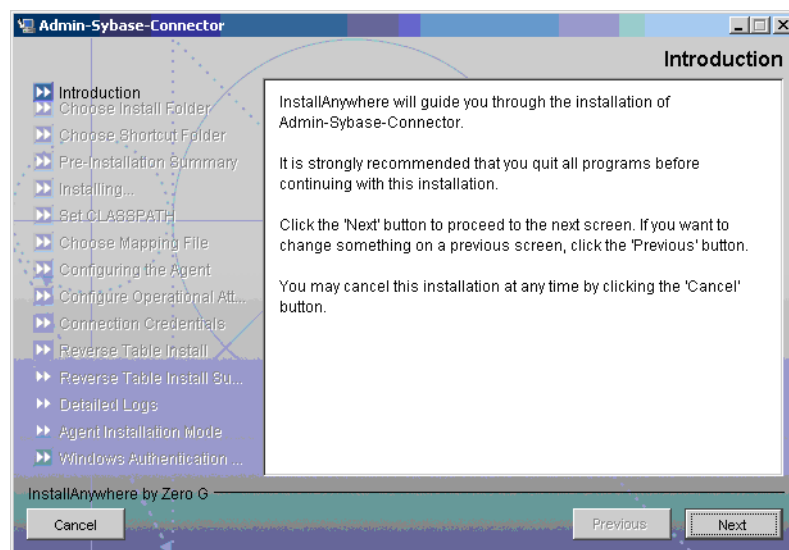 Admin-Sybase-Connector
Introduction
Introduction
Choose Install Folder
Choose Shortcut Folder
Pre-Installation Summary
Installing...
Set CLASSPATH
Choose Mapping File
Configuring the Agent
Configure Operational Att...
Connection Credentials
Reverse Table Install
Reverse Table Install Su...
Detailed Logs
Agent Installation Mode
Windows Authentication ...
InstallAnywhere will guide you through the installation of
Admin-Sybase-Connector.
It is strongly recommended that you quit all programs before
continuing with this installation.
Click the 'Next' button to proceed to the next screen. If you want to
change something on a previous screen, click the 'Previous' button.
You may cancel this installation at any time by clicking the 'Cancel'
button.
InstallAnywhere by Zero G
Cancel
Previous
Next